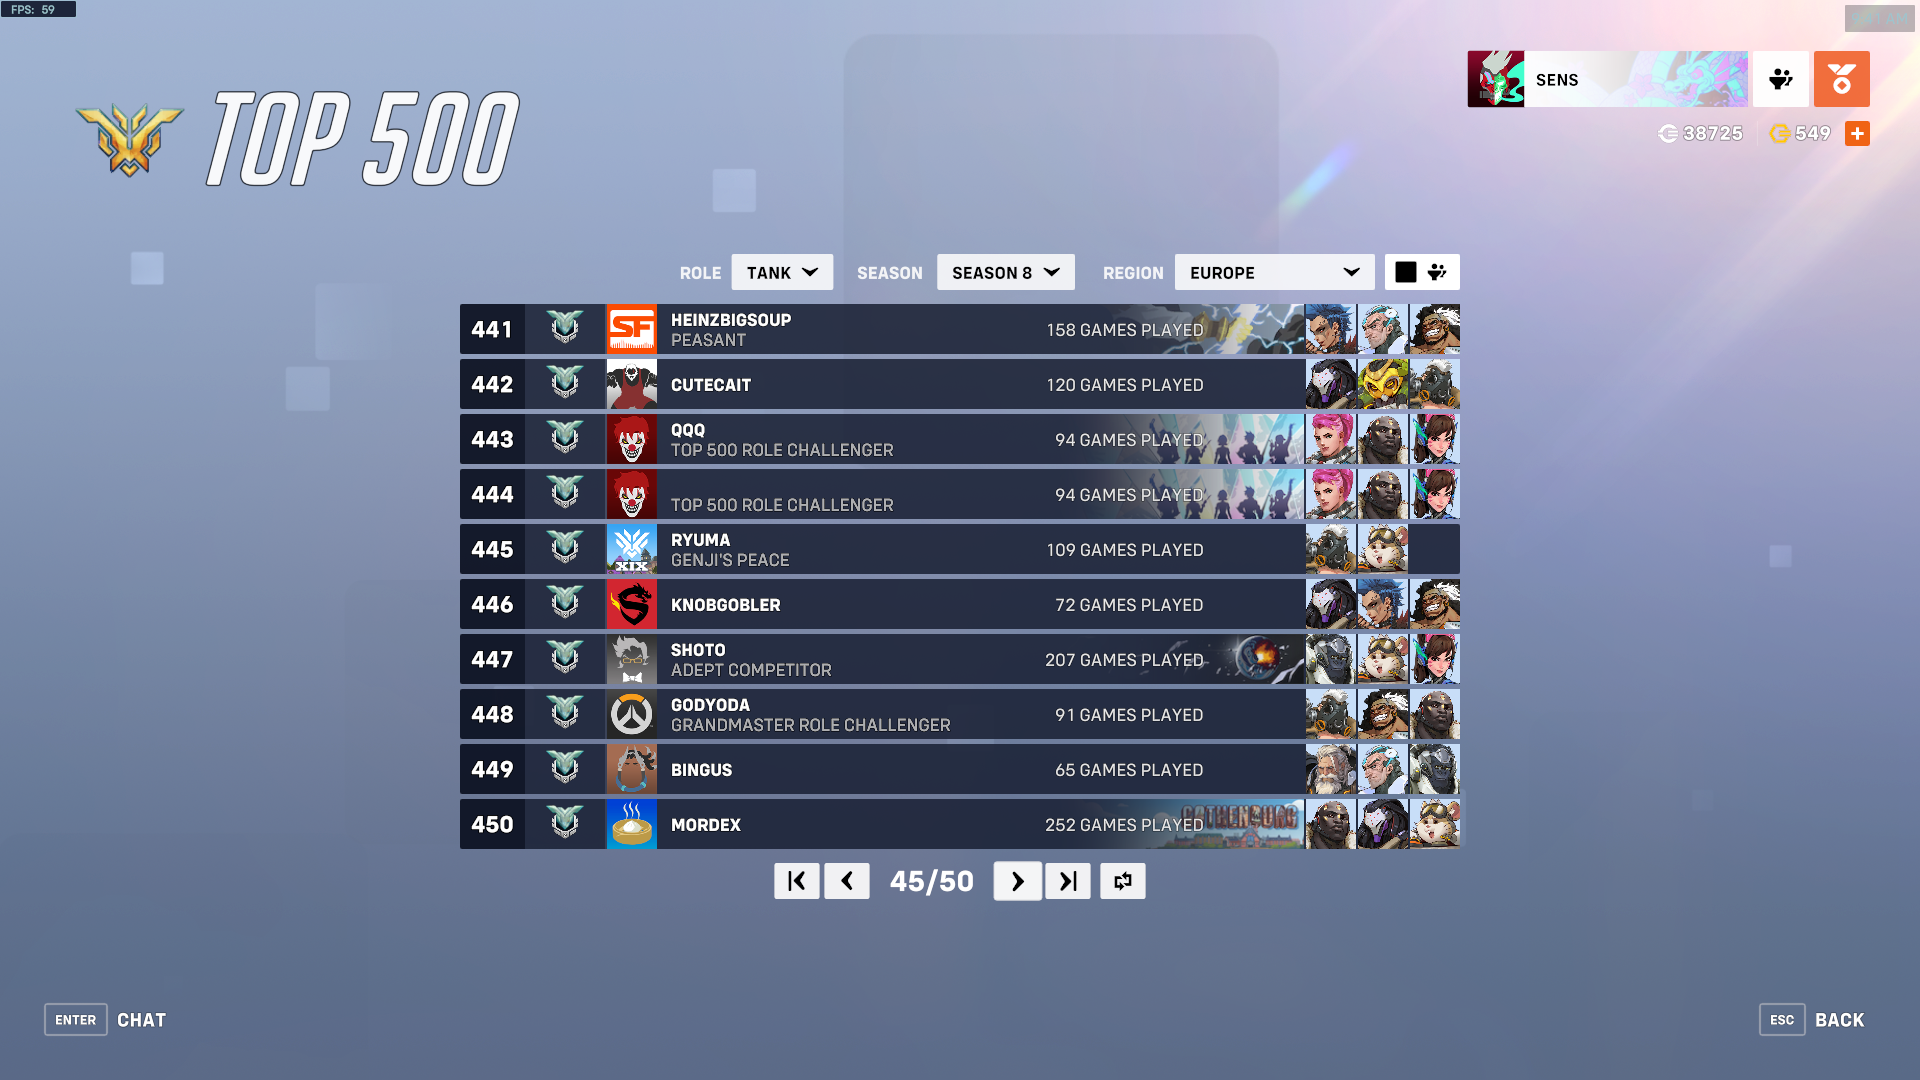 FPS: 59
TOP 500
SENS
38725
549
ROLE TANK SEASON SEASON 8 REGION EUROPE
441 SF HEINZBIGSOUP 158 GAMES PLAYED
PEASANT
442 CUTECAIT 120 GAMES PLAYED
443 QQQ 94 GAMES PLAYED
TOP 500 ROLE CHALLENGER
444 94 GAMES PLAYED
TOP 500 ROLE CHALLENGER
445 XIX RYUMA 109 GAMES PLAYED
GENJI'S PEACE
446 KNOBGOBLER 72 GAMES PLAYED
447 SHOTO 207 GAMES PLAYED
ADEPT COMPETITOR
448 GODYODA 91 GAMES PLAYED
GRANDMASTER ROLE CHALLENGER
449 BINGUS 65 GAMES PLAYED
450 MORDEX 252 GAMES PLAYED
45/50
ENTER CHAT
ESC BACK